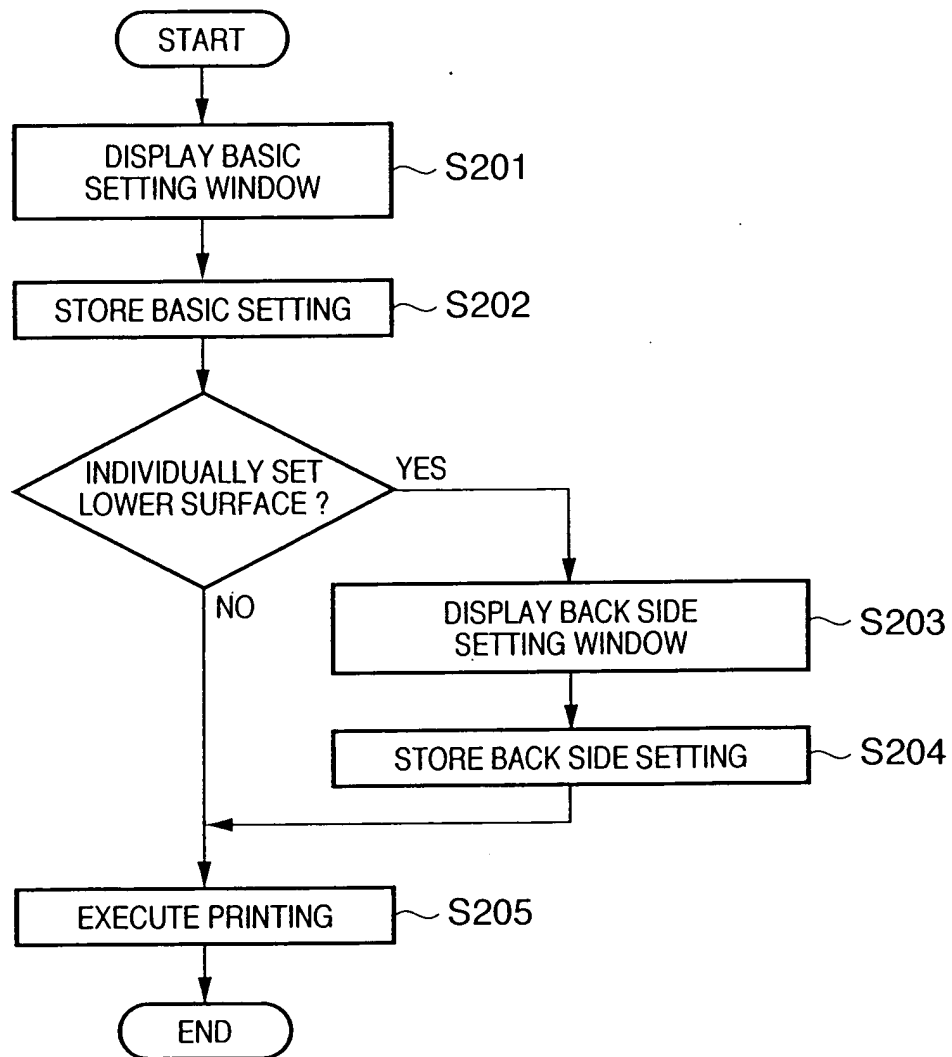 START
DISPLAY BASIC
SETTING WINDOW
S201
STORE BASIC SETTING
S202
INDIVIDUALLY SET
LOWER SURFACE ?
YES
NO
DISPLAY BACK SIDE
SETTING WINDOW
S203
STORE BACK SIDE SETTING
S204
EXECUTE PRINTING
S205
END